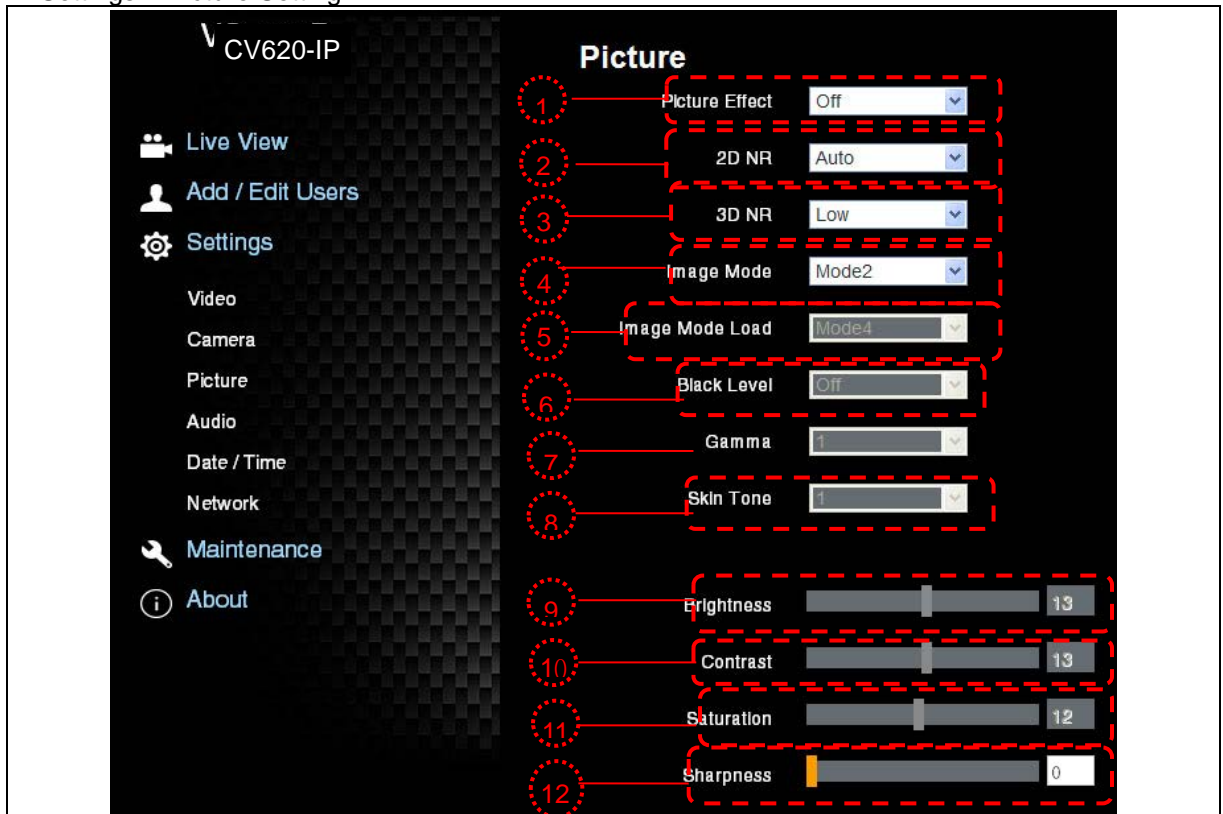 CV620-IP
Picture
1 Picture Effect Off
Live View
2 2D NR Auto
Add / Edit Users
3 3D NR Low
Settings
4 Image Mode Mode2
Video
5 Image Mode Load Mode4
Camera
Picture
6 Black Level Off
Audio
7 Gamma 1
Date / Time
8 Skin Tone 1
Network
Maintenance
About
9 Brightness 13
10 Contrast 13
11 Saturation 12
12 Sharpness 0